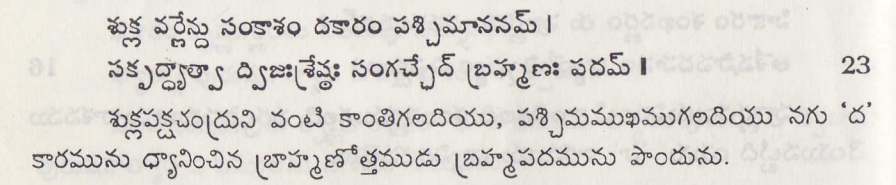 శుక్ల వర్ణేన్దు సంకాశం దకారం పశ్చిమాననమ్ ।
సకృద్ధ్యాత్వా ద్విజఃశ్రేష్ఠః సంగచ్ఛేద్ బ్రహ్మణః పదమ్ । 23
శుక్లపక్షచంద్రుని వంటి కాంతిగలదియు, పశ్చిమముఖముగలదియు నగు ‘ద’
కారమును ధ్యానించిన బ్రాహ్మణోత్తముడు బ్రహ్మపదమును పొందును.